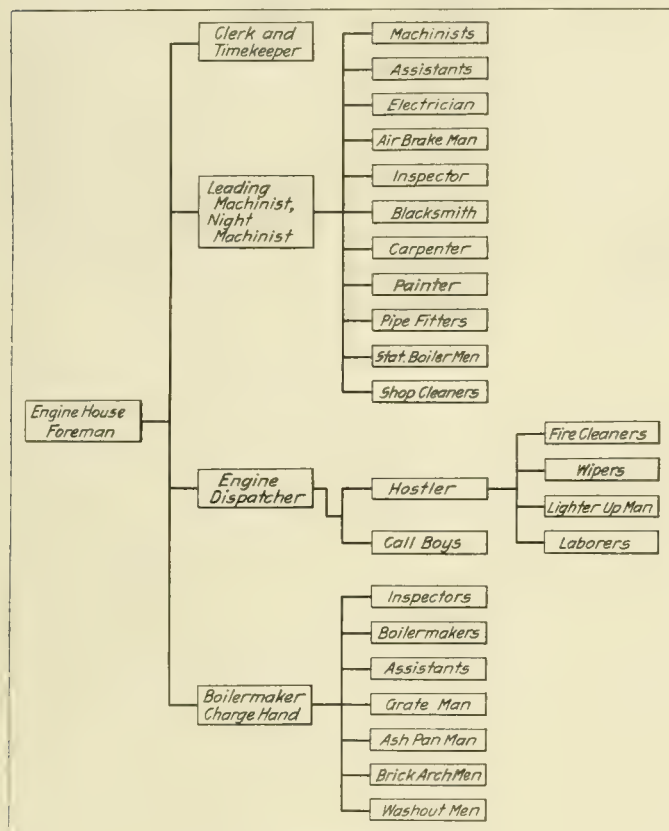 Clerk and
Timekeeper
Machinists
Assistants
Electrician
Air Brake Man
Inspector
Leading
Machinist,
Night
Machinist
Blacksmith
Carpenter
Painter
Pipe Fitters
Stat. Boiler Men
Shop Cleaners
Engine House
Foreman
Engine
Dispatcher
Hostler
Call Boys
Fire Cleaners
Wipers
Lighter Up Man
Laborers
Boilermaker
Charge Hand
Inspectors
Boilermakers
Assistants
Grate Man
Ash Pan Man
Brick Arch Men
Washout Men